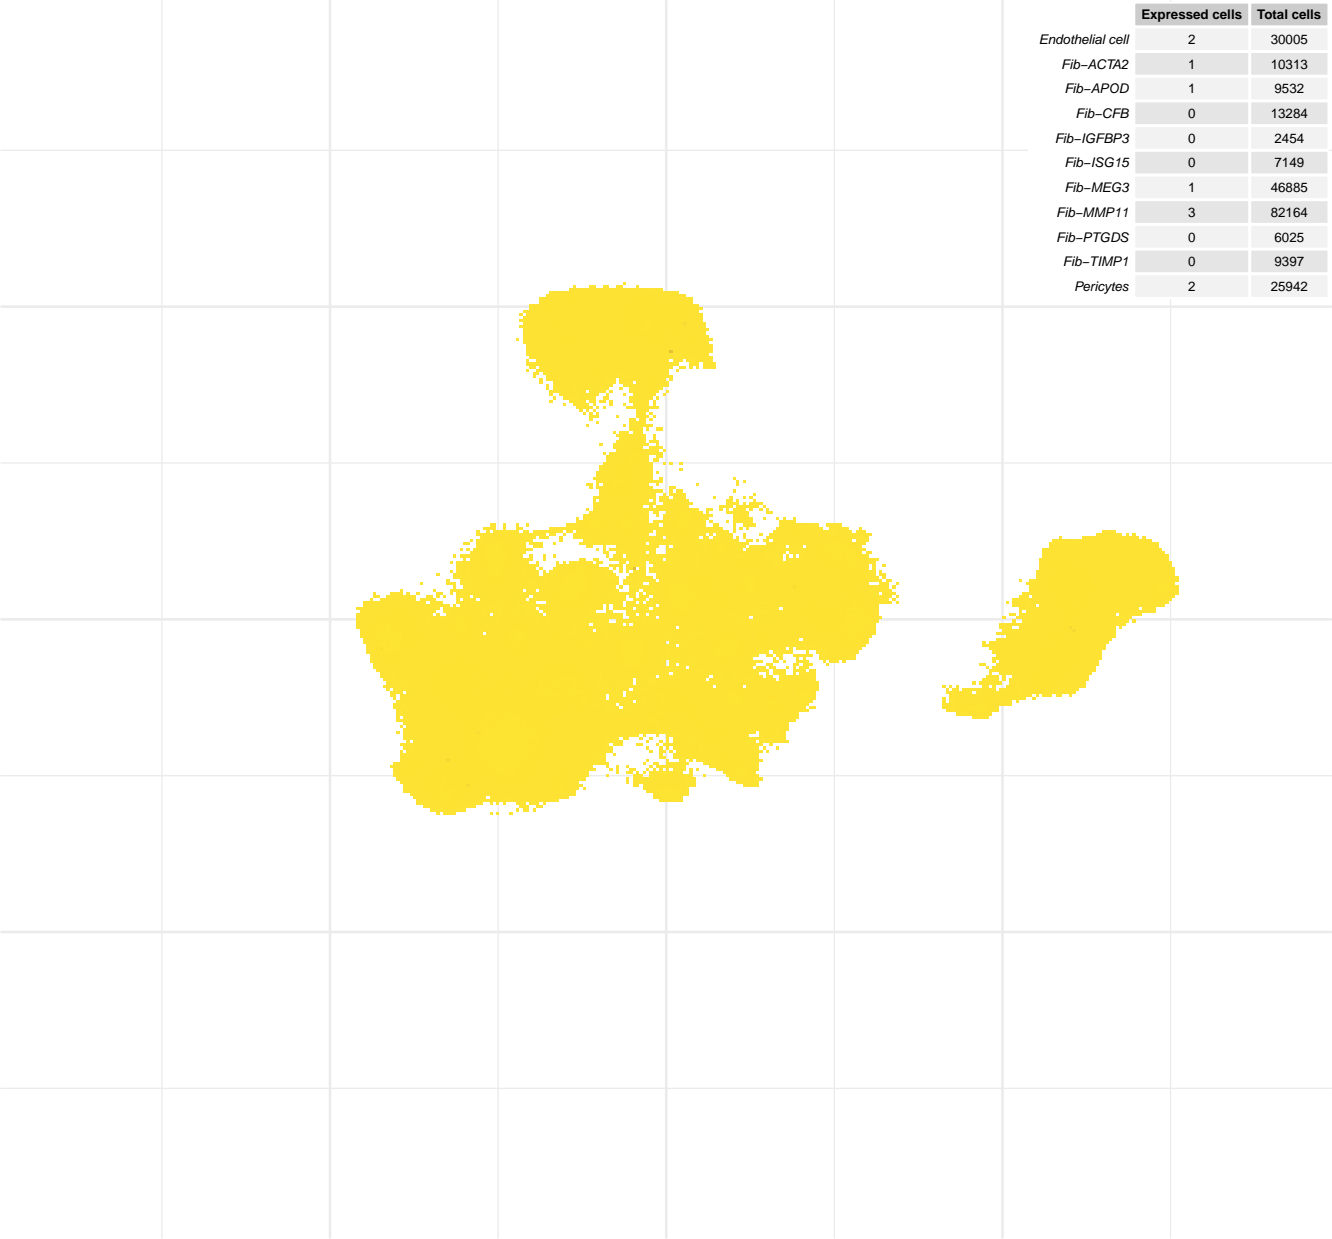 Expressed cells Total cells
Endothelial cell 2 30005
Fib−ACTA2 1 10313
Fib−APOD 1 9532
Fib−CFB 0 13284
Fib−IGFBP3 0 2454
Fib−ISG15 0 7149
Fib−MEG3 1 46885
Fib−MMP11 3 82164
Fib−PTGDS 0 6025
Fib−TIMP1 0 9397
Pericytes 2 25942